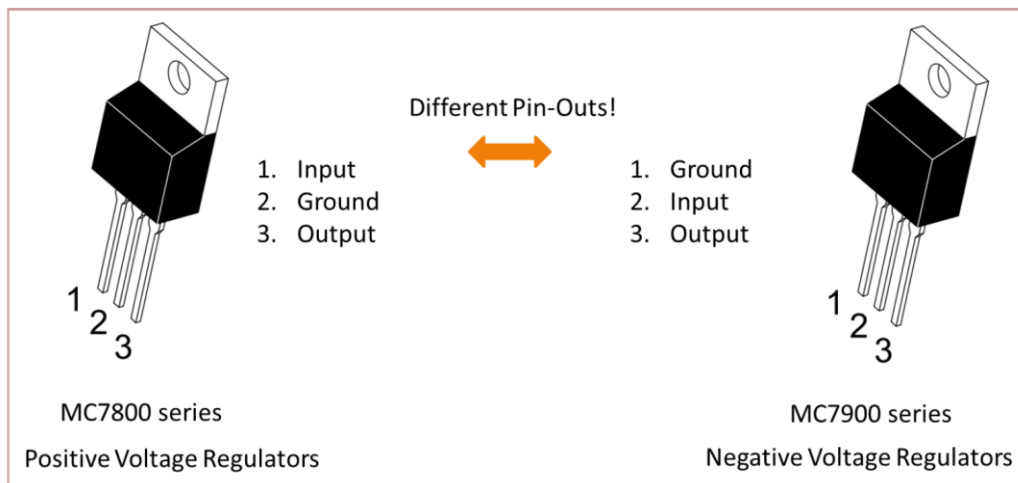 Different Pin-Outs!
1. Input
2. Ground
3. Output
1. Ground
2. Input
3. Output
1
2
3
1
2
3
MC7800 series
Positive Voltage Regulators
MC7900 series
Negative Voltage Regulators